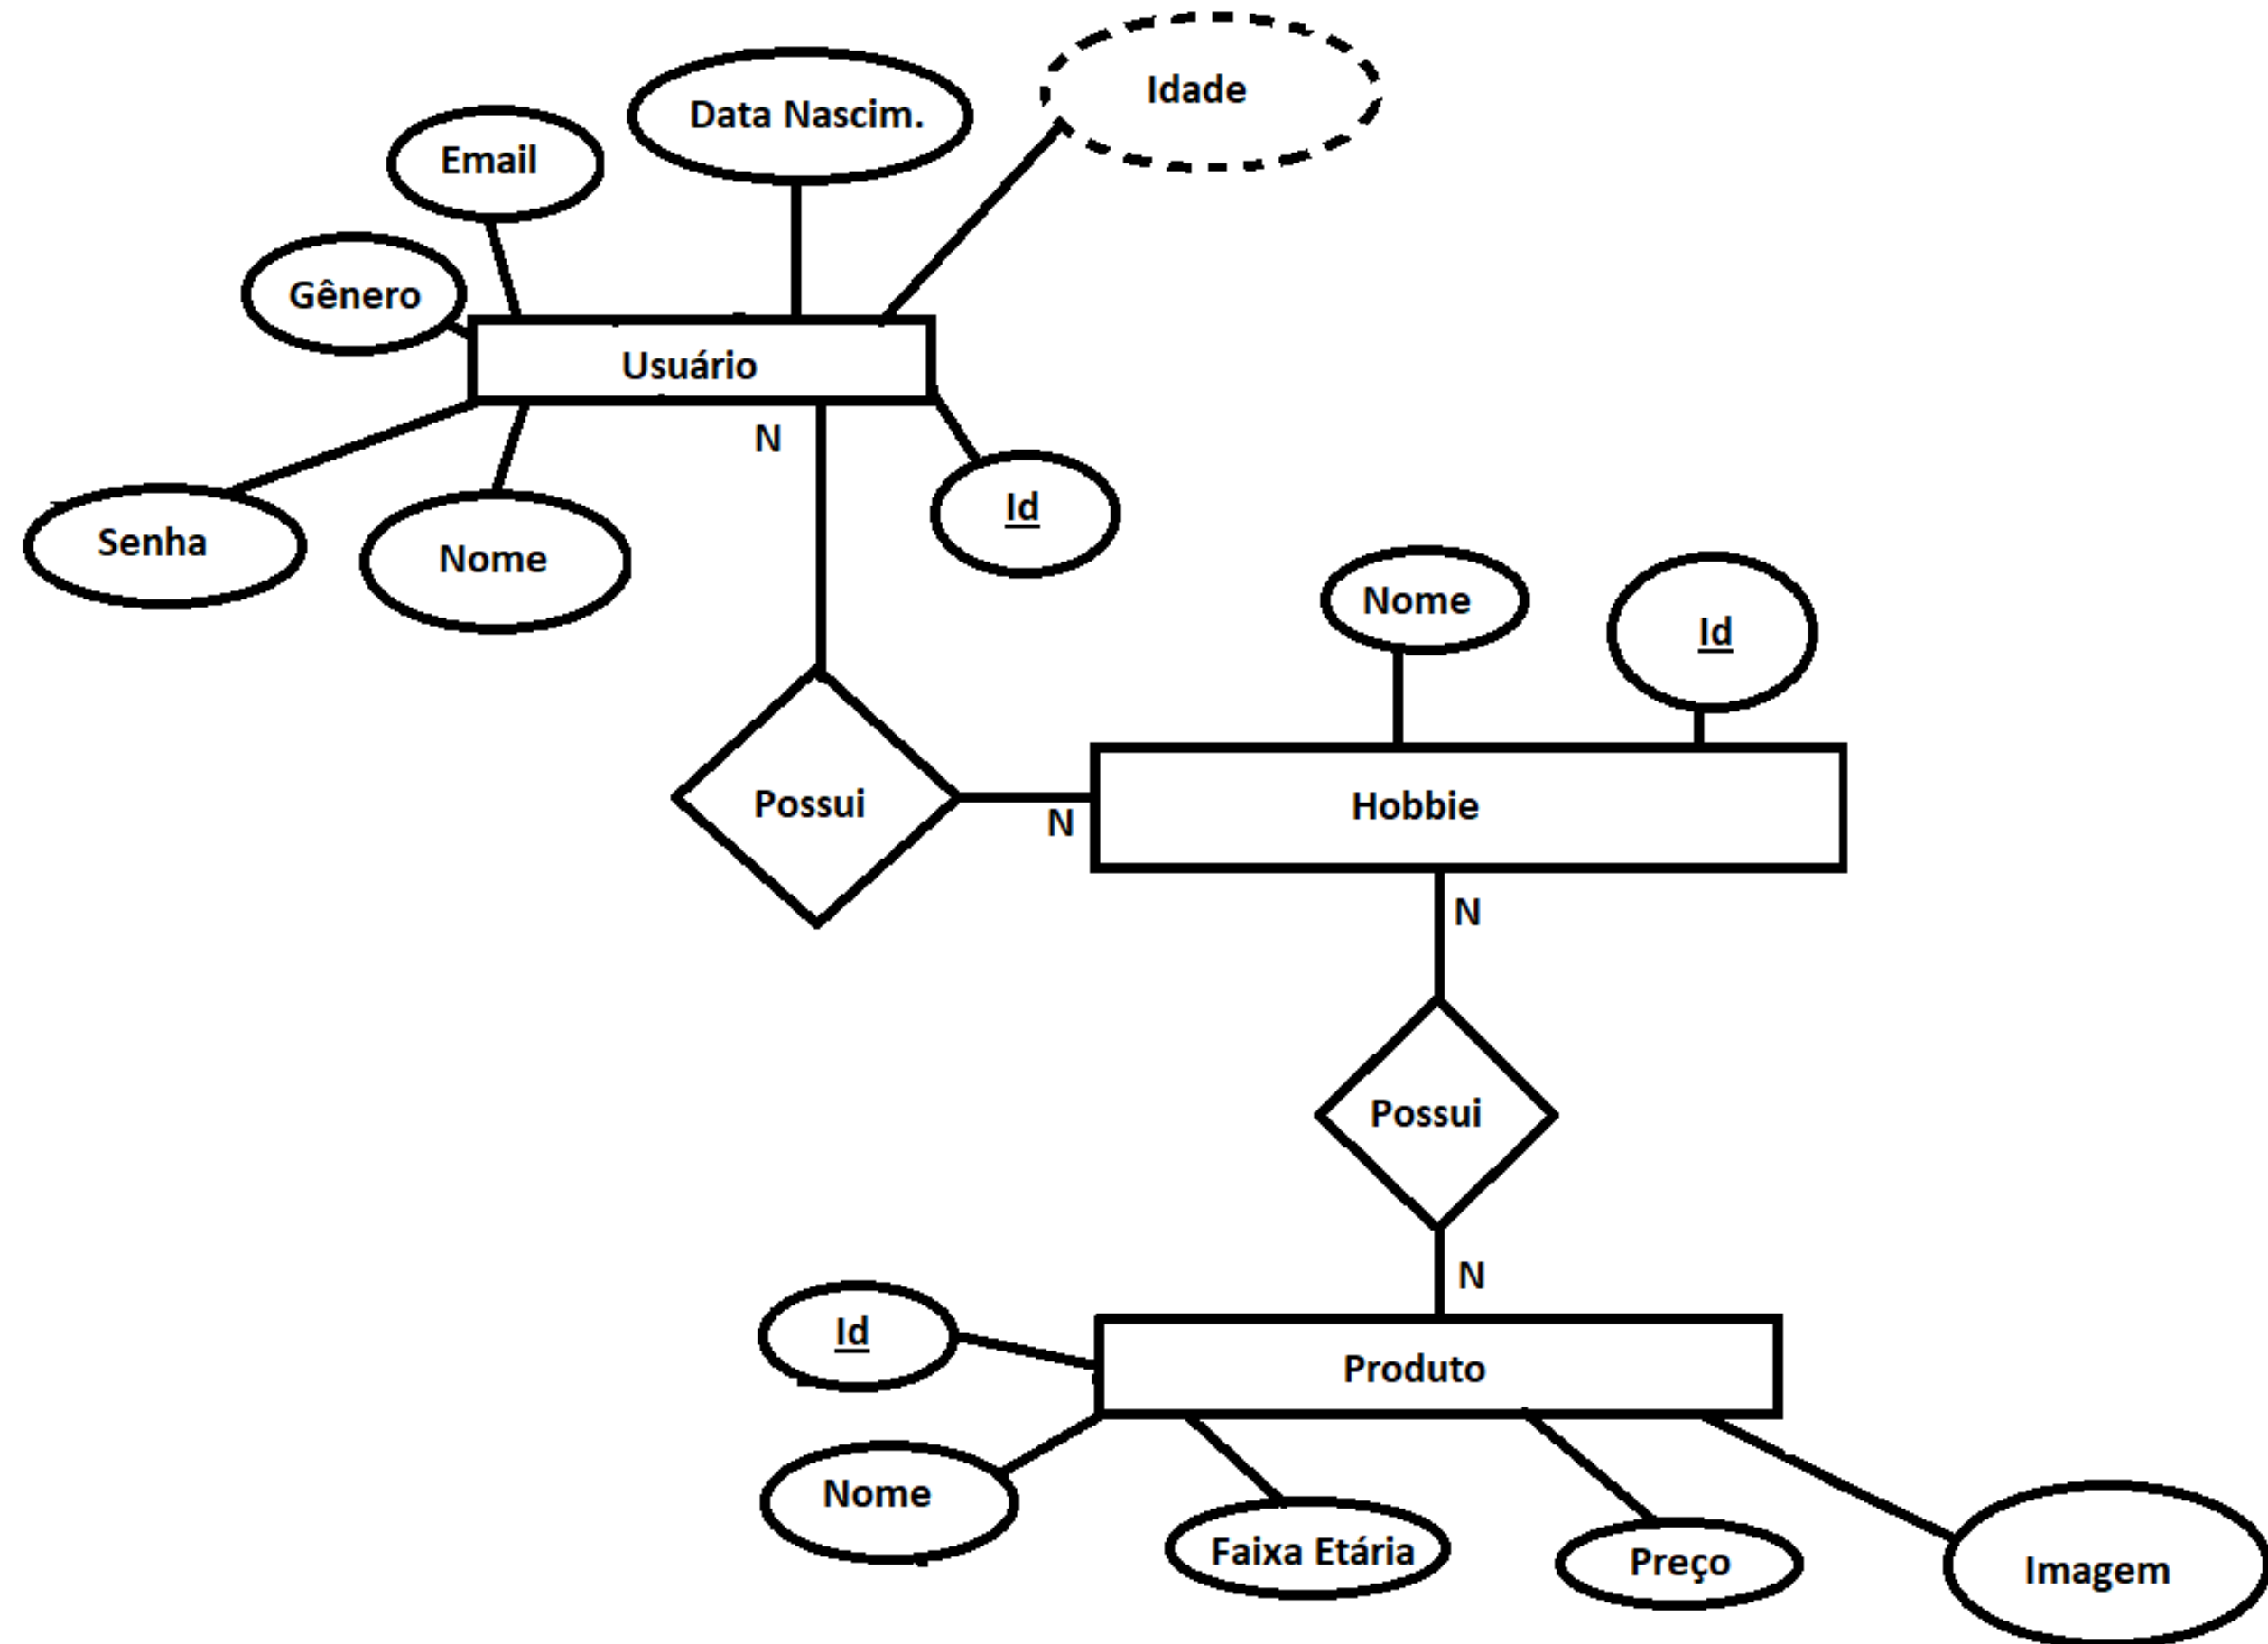 Idade
Data Nascim.
Email
Gênero
Usuário
N
Id
Senha
Nome
Nome
Id
Possui
N
Hobbie
N
Possui
N
Id
Produto
Nome
Faixa Etária
Preço
Imagem